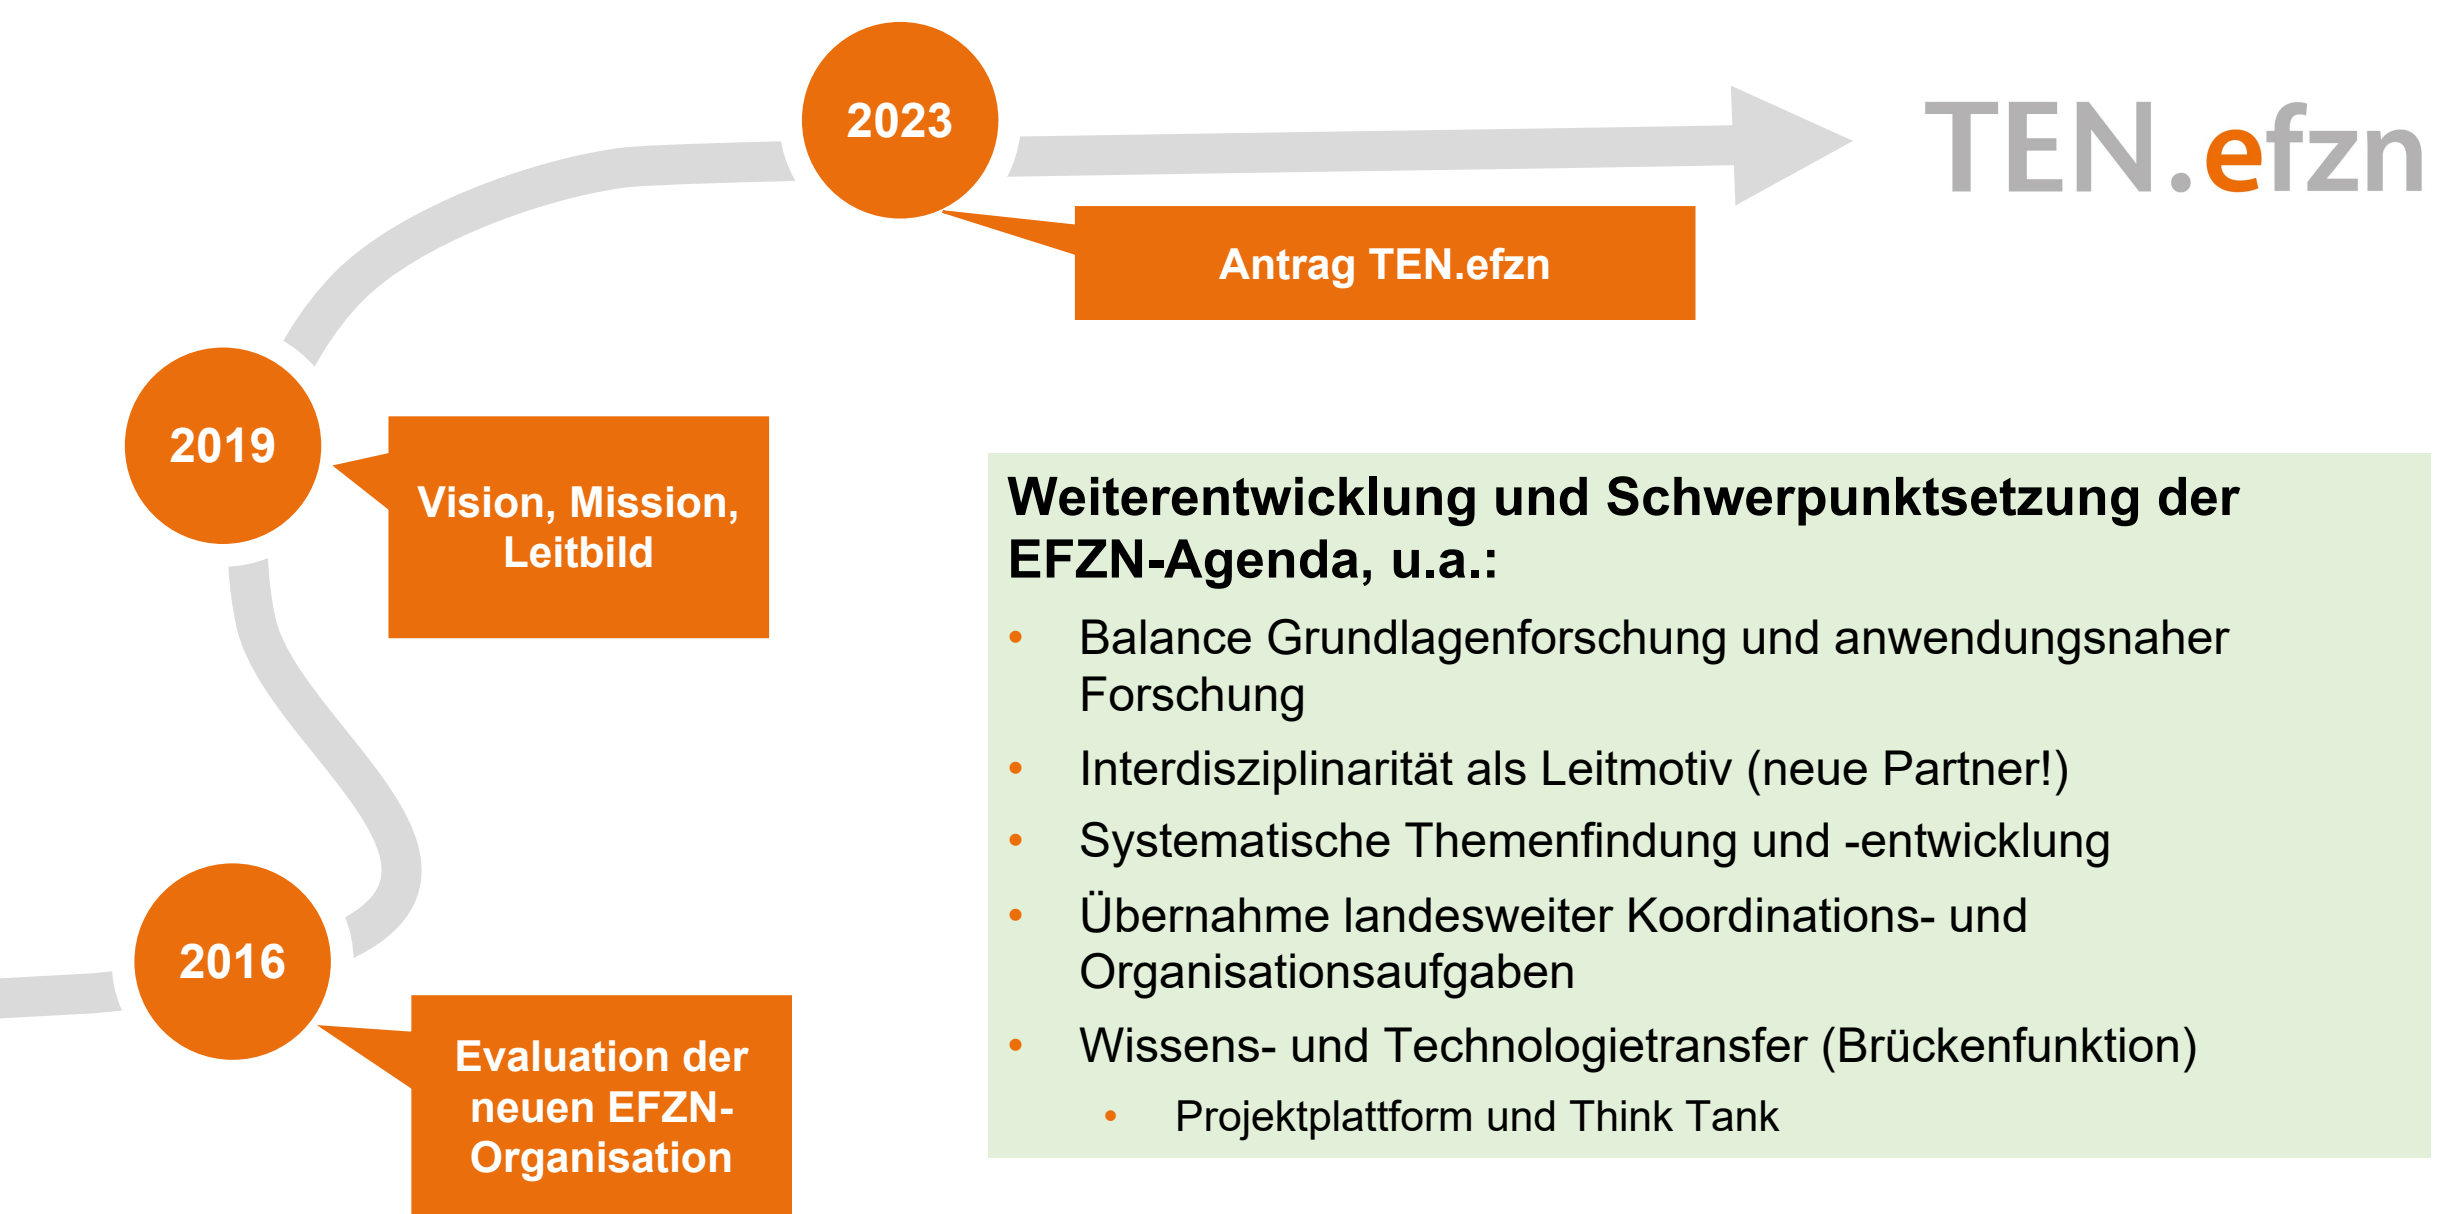 2023
TEN.efzn
Antrag TEN.efzn
2019
Vision, Mission,
Leitbild
2016
Evaluation der
neuen EFZN-
Organisation
Weiterentwicklung und Schwerpunktsetzung der
EFZN-Agenda, u.a.:
• Balance Grundlagenforschung und anwendungsnaher
Forschung
• Interdisziplinarität als Leitmotiv (neue Partner!)
• Systematische Themenfindung und -entwicklung
• Übernahme landesweiter Koordinations- und
Organisationsaufgaben
• Wissens- und Technologietransfer (Brückenfunktion)
• Projektplattform und Think Tank